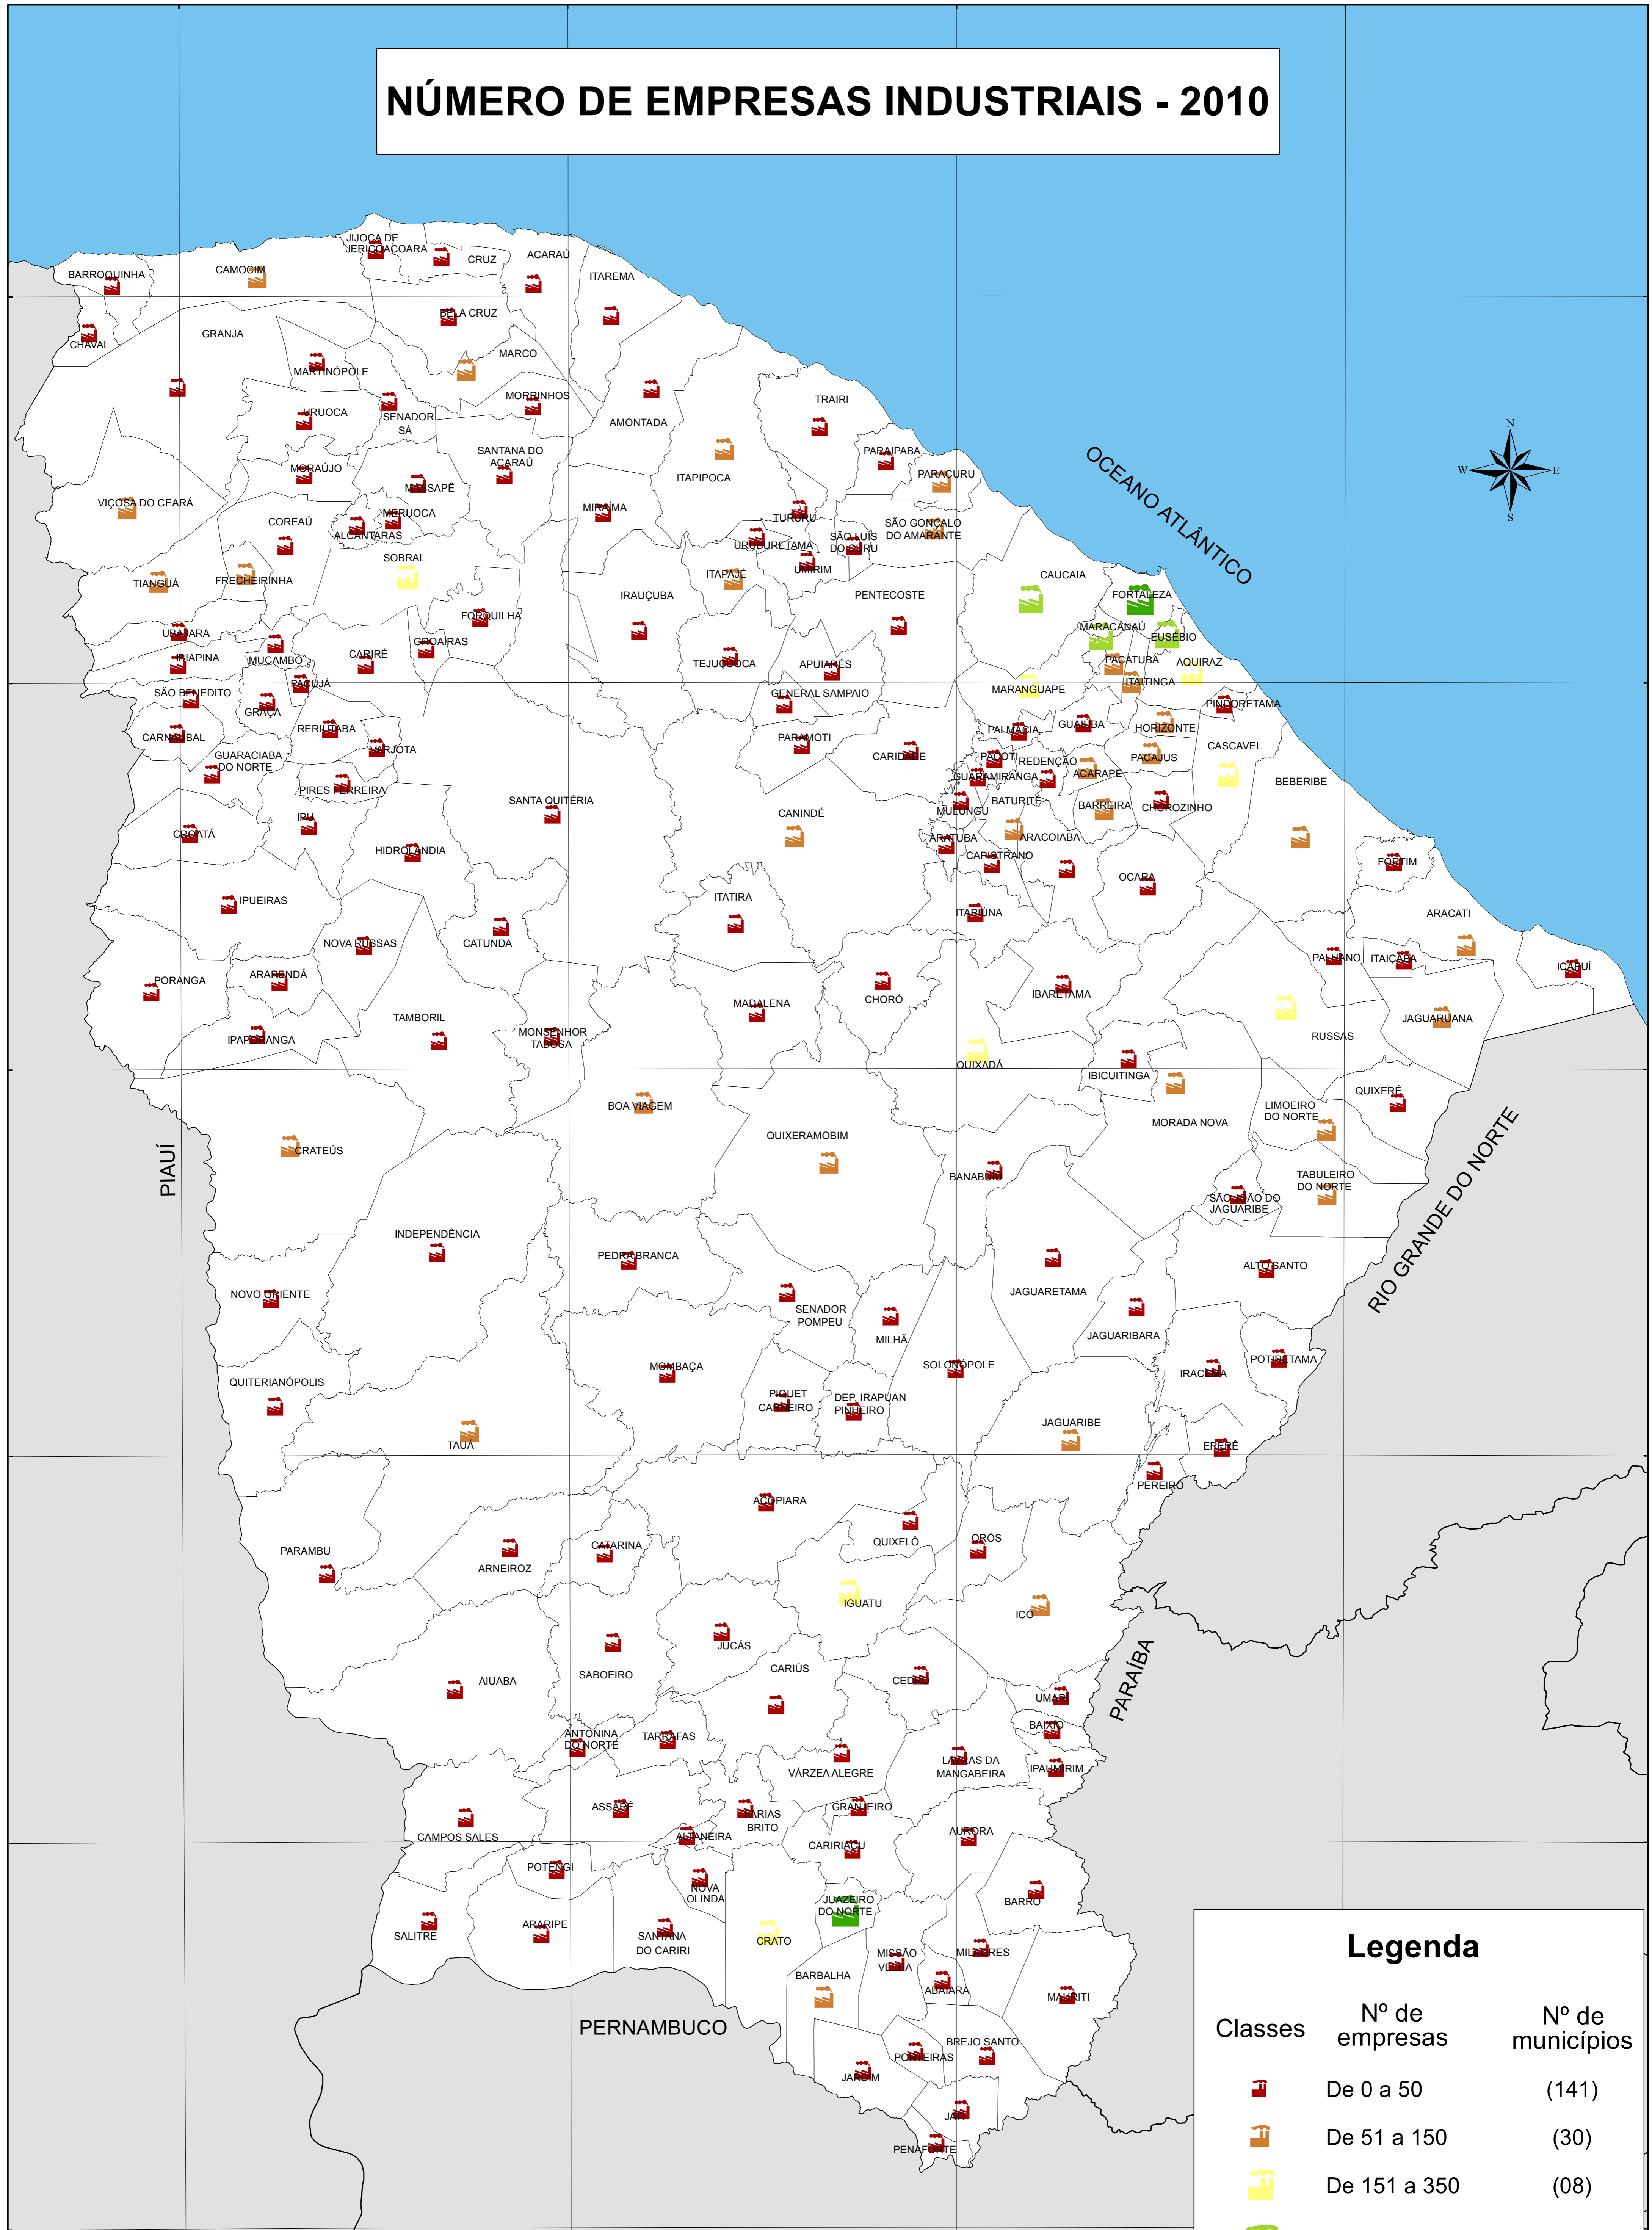 NÚMERO DE EMPRESAS INDUSTRIAIS - 2010
JIJOCA DE
JERICOACOARA
CRUZ
ACARAÚ
ITAREMA
BARROQUINHA
CAMOCIM
CHAVAL
GRANJA
BELA CRUZ
MARCO
MARTINÓPOLE
MORRINHOS
TRAIRI
URUOCA
SENADOR
SÁ
AMONTADA
N
W
E
S
OCEANO ATLÂNTICO
SANTANA DO
ACARAÚ
PARAIPABA
MORAÚJO
MASSAPÊ
ITAPIPOCA
PARACURU
VIÇOSA DO CEARÁ
MERUOCA
MIRAÍMA
TURURU
COREAÚ
ALCÂNTARAS
SÃO GONÇALO
DO AMARANTE
URUBURETAMA
SÃO LUÍS
DO CURU
SOBRAL
UMIRIM
CAUCAIA
TIANGUÁ
FRECHEIRINHA
ITAPAJÉ
IRAUÇUBA
PENTECOSTE
FORTALEZA
FORQUILHA
MARACANAÚ
EUSÉBIO
UBAJARA
GROAÍRAS
IBIAPINA
MUCAMBO
CARIRÉ
TEJUÇUOCA
APUIARÉS
PACATUBA
AQUIRAZ
PACUJÁ
ITAITINGA
SÃO BENEDITO
GENERAL SAMPAIO
MARANGUAPE
GRAÇA
PINDORETAMA
RERIUTABA
PALMÁCIA
GUAIÚBA
HORIZONTE
CARNAUBAL
PARAMOTI
CARIDADE
VARJOTA
CASCAVEL
GUARACIABA
DO NORTE
PACOTI
REDENÇÃO
PACAJUS
GUARAMIRANGA
ACARAPE
BEBERIBE
PIRES FERREIRA
SANTA QUITÉRIA
BATURITÉ
BARREIRA
CHOROZINHO
CANINDÉ
MULUNGU
IPU
CROATÁ
ARATUBA
ARACOIABA
HIDROLANDIA
CAPISTRANO
FORTIM
OCARA
IPUEIRAS
ITATIRA
ITAPIÚNA
ARACATI
NOVA RUSSAS
CATUNDA
PALHANO
ITAIÇABA
ICAPUÍ
PORANGA
ARARENDÁ
CHORÓ
IBARETAMA
MADALENA
TAMBORIL
JAGUARUANA
IPAPORANGA
MONSENHOR
TABOSA
RUSSAS
QUIXADÁ
IBICUITINGA
QUIXERÉ
BOA VIAGEM
LIMOEIRO
DO NORTE
MORADA NOVA
QUIXERAMOBIM
CRATEÚS
PIAUÍ
BANABUIÚ
TABULEIRO
DO NORTE
SÃO JOÃO DO
JAGUARIBE
RIO GRANDE DO NORTE
INDEPENDÊNCIA
PEDRA BRANCA
ALTO SANTO
NOVO ORIENTE
JAGUARETAMA
SENADOR
POMPEU
MILHÃ
JAGUARIBARA
SOLONÓPOLE
MOMBAÇA
POTIRETAMA
IRACEMA
QUITERIANÓPOLIS
PIQUET
CARNEIRO
DEP. IRAPUAN
PINHEIRO
JAGUARIBE
TAUÁ
ERERÊ
PEREIRO
ACOPIARA
QUIXELÔ
ORÓS
CATARINA
PARAMBU
ARNEIROZ
IGUATU
ICÓ
JUCÁS
PARAÍBA
CARIÚS
SABOEIRO
AIUABA
CEDRO
UMARI
BAIXIO
ANTONINA
DO NORTE
TARRAFAS
LAVRAS DA
MANGABEIRA
IPAUMIRIM
VÁRZEA ALEGRE
ASSARÉ
FARIAS
BRITO
GRANJEIRO
CAMPOS SALES
ALTANEIRA
AURORA
CARIRIAÇU
POTENGI
NOVA
OLINDA
JUAZEIRO
DO NORTE
BARRO
SALITRE
ARARIPE
SANTANA
DO CARIRI
CRATO
MISSÃO
VELHA
MILAGRES
BARBALHA
ABAIARA
MAURITI
PERNAMBUCO
BREJO SANTO
PORTEIRAS
JARDIM
JATI
PENAFORTE
Legenda
Classes
Nº de
empresas
Nº de
municípios
De 0 a 50
(141)
De 51 a 150
(30)
De 151 a 350
(08)